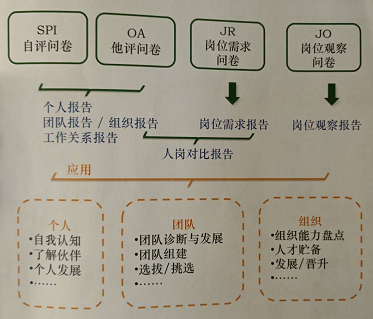 SPI
自评问卷
OA
他评问卷
JR
岗位需求
问卷
JO
岗位观察
问卷
个人报告
团队报告 / 组织报告
工作关系报告
岗位需求报告
岗位观察报告
人岗对比报告
应用
个人
•自我认知
•了解伙伴
•个人发展
•……
团队
•团队诊断与发展
•团队组建
•选拔/挑选
•……
组织
•组织能力盘点
•人才贮备
•发展/晋升
•……